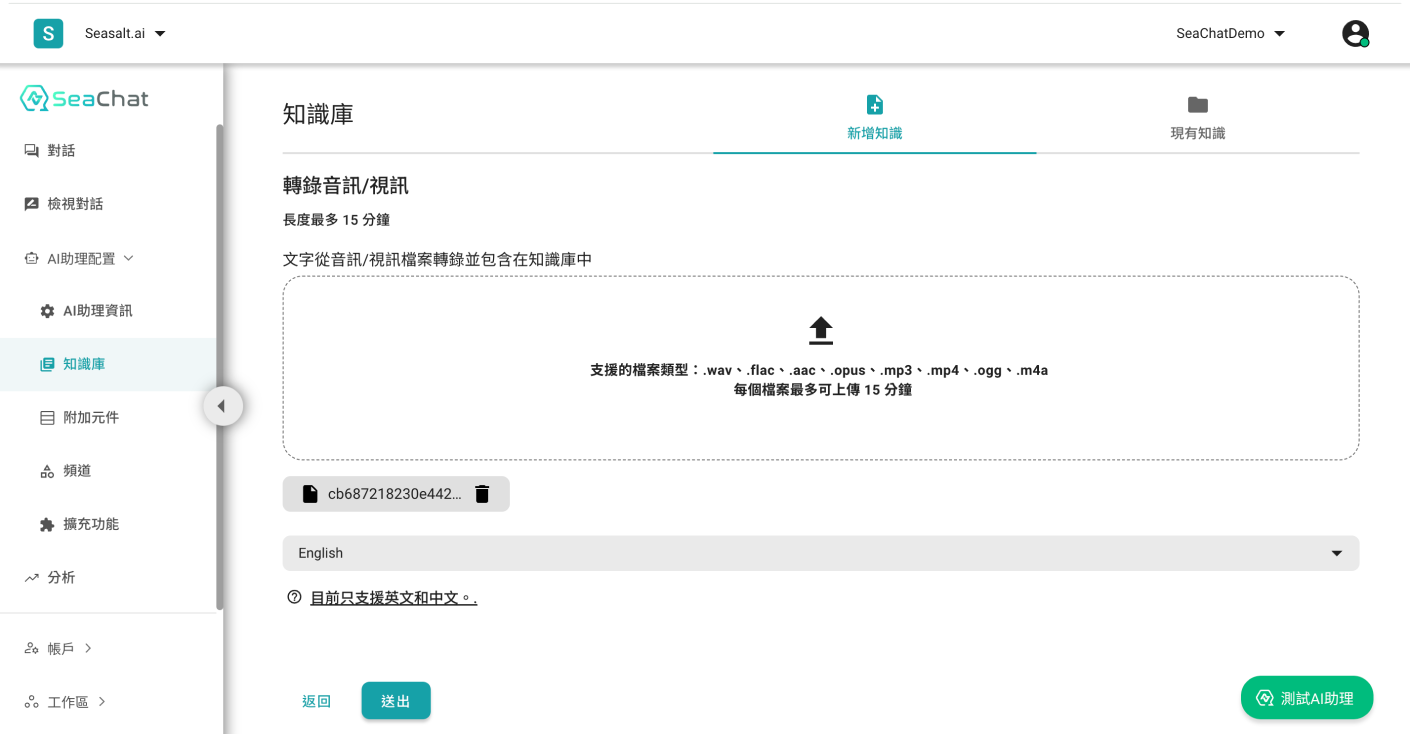 S
Seasalt.ai
SeaChatDemo
SeaChat
對話
檢視對話
AI助理配置
AI助理資訊
知識庫
附加元件
頻道
擴充功能
分析
帳戶
工作區
知識庫
新增知識
現有知識
轉錄音訊/視訊
長度最多 15 分鐘
文字從音訊/視訊檔案轉錄並包含在知識庫中
支援的檔案類型：.wav、.flac、.aac、.opus、.mp3、.mp4、.ogg、.m4a
每個檔案最多可上傳 15 分鐘
cb687218230e442...
English
目前只支援英文和中文。.
返回
送出
測試AI助理